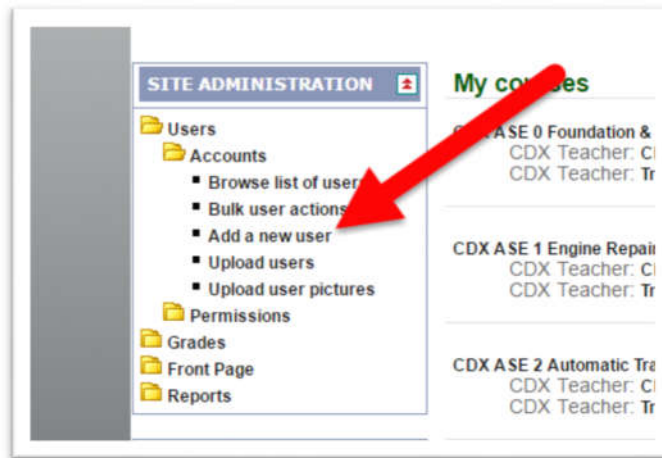 SITE ADMINISTRATION
Users
Accounts
Browse list of users
Bulk user actions
Add a new user
Upload users
Upload user pictures
Permissions
Grades
Front Page
Reports
My courses
ASE 0 Foundation &
CDX Teacher:
CDX Teacher:
CDX ASE 1 Engine Repair
CDX Teacher:
CDX Teacher:
CDX ASE 2 Automatic Tra
CDX Teacher:
CDX Teacher: